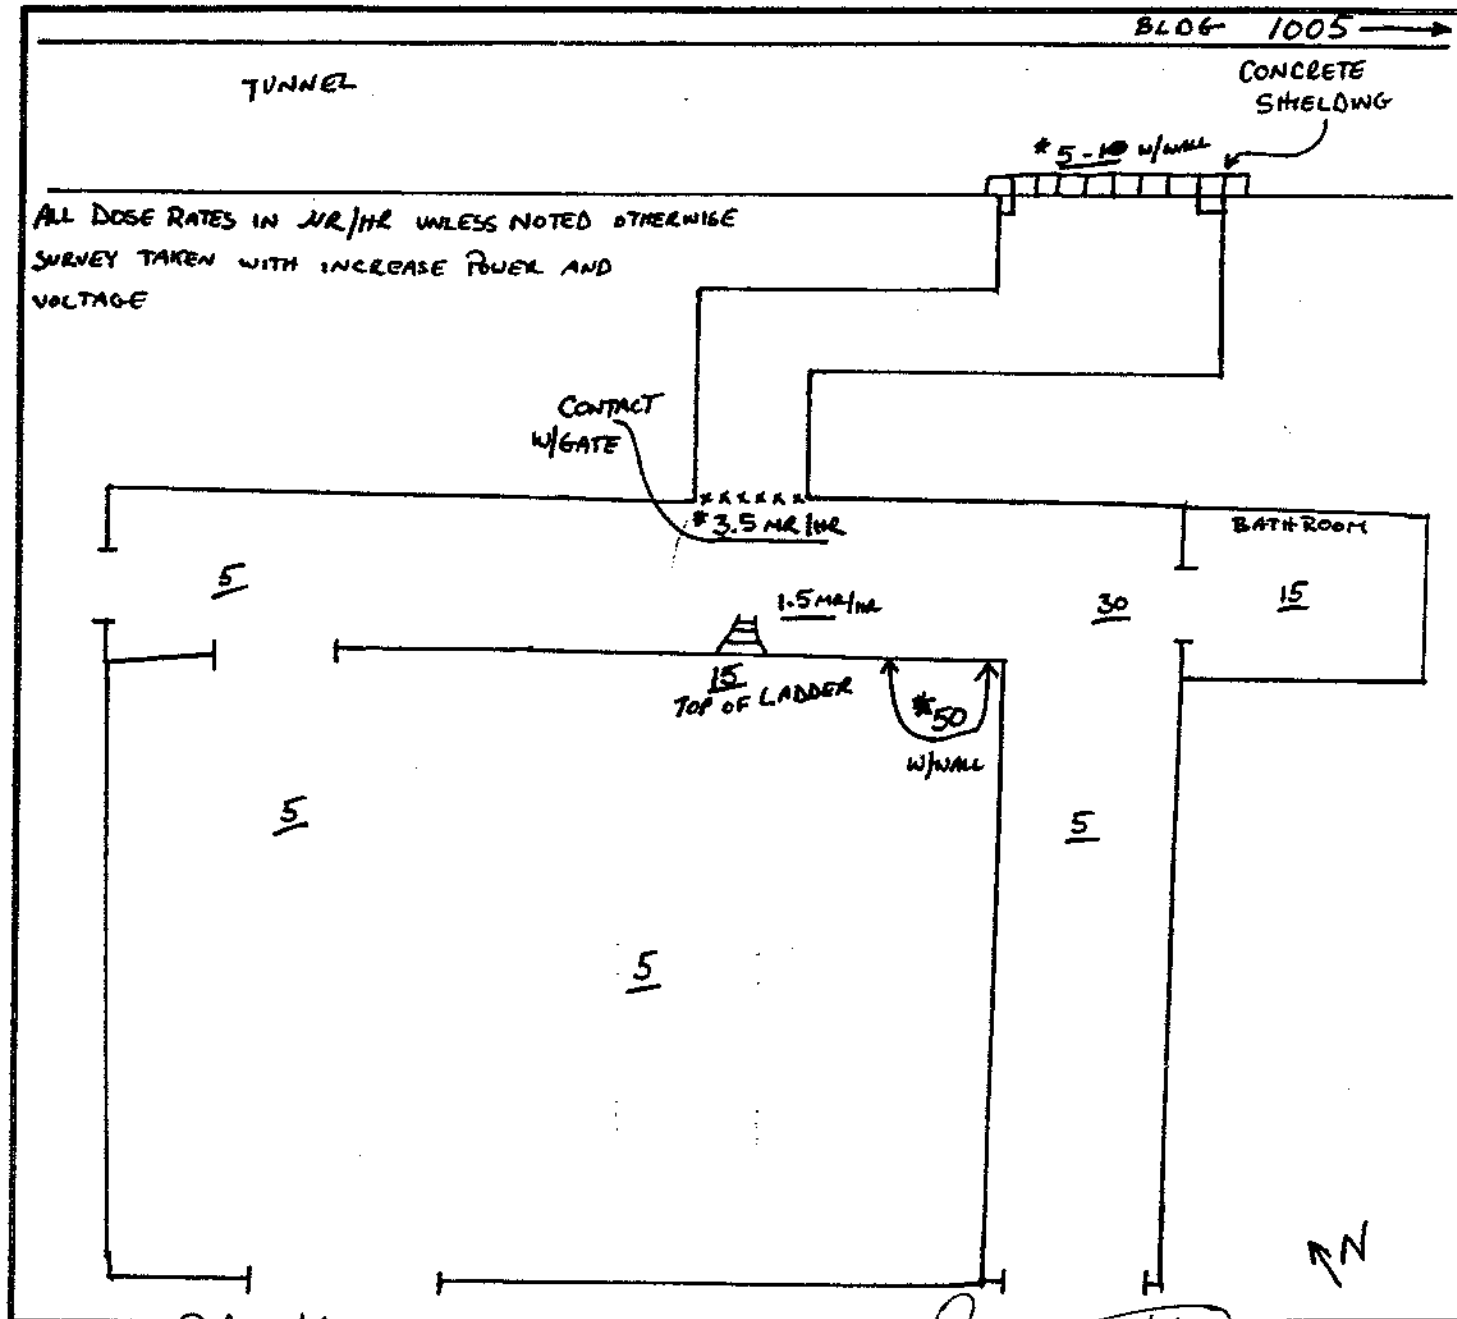 BLDG 1005
TUNNEL
CONCRETE
SHIELDING
* 5-10 W/WALL
ALL DOSE RATES IN µR/HR UNLESS NOTED OTHERWISE
SURVEY TAKEN WITH INCREASE POWER AND
VOLTAGE
CONTACT
W/GATE
xxxxxx
* 3.5 MR/HR
BATHROOM
5
1.5 MR/HR
30
15
15
TOP OF LADDER
*50
W/WALL
5
5
5
N